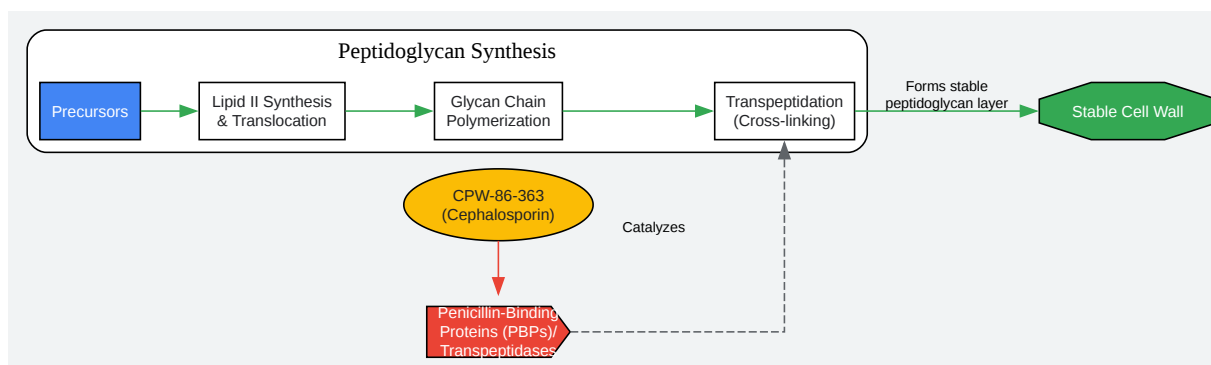 Peptidoglycan Synthesis
Precursors
Lipid II Synthesis
& Translocation
Glycan Chain
Polymerization
Transpeptidation
(Cross-linking)
Forms stable
peptidoglycan layer
Stable Cell Wall
CPW-86-363
(Cephalosporin)
Catalyzes
Penicillin-Binding
Proteins (PBPs)/
Transpeptidases